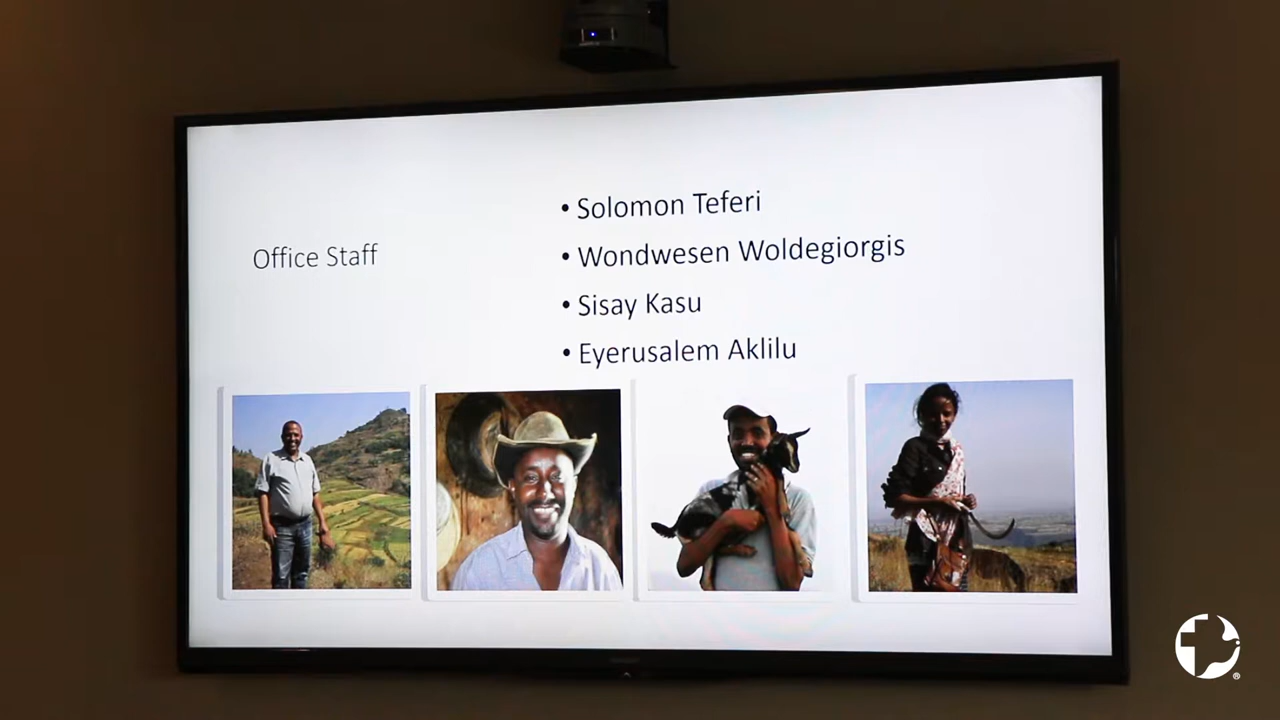 Office Staff
• Solomon Teferi
• Wondwesen Woldegiorgis
• Sisay Kasu
• Eyerusalem Aklilu
®